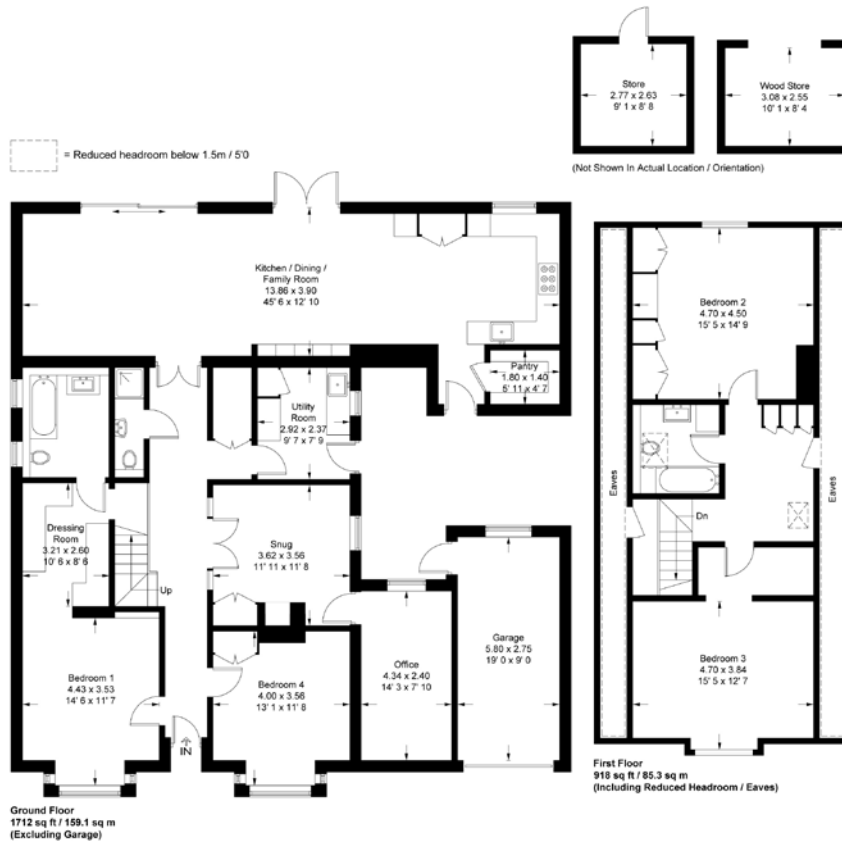 Store
2.77 x 2.63
9' 1 x 8' 8
Wood Store
3.08 x 2.55
10' 1 x 8' 4
(Not Shown In Actual Location / Orientation)
= Reduced headroom below 1.5m / 5'0
Kitchen / Dining /
Family Room
13.86 x 3.90
45' 6 x 12' 10
Pantry
1.80 x 1.40
5' 11 x 4' 7
Utility
Room
2.92 x 2.37
9' 7 x 7' 9
Dressing
Room
3.21 x 2.60
10' 6 x 8' 6
Up
Snug
3.62 x 3.56
11' 11 x 11' 8
Bedroom 1
4.43 x 3.53
14' 6 x 11' 7
IN
Bedroom 4
4.00 x 3.56
13' 1 x 11' 8
Office
4.34 x 2.40
14' 3 x 7' 10
Garage
5.80 x 2.75
19' 0 x 9' 0
Ground Floor
1712 sq ft / 159.1 sq m
(Excluding Garage)
Bedroom 2
4.70 x 4.50
15' 5 x 14' 9
Eaves
Eaves
Dn
Bedroom 3
4.70 x 3.84
15' 5 x 12' 7
First Floor
918 sq ft / 85.3 sq m
(Including Reduced Headroom / Eaves)